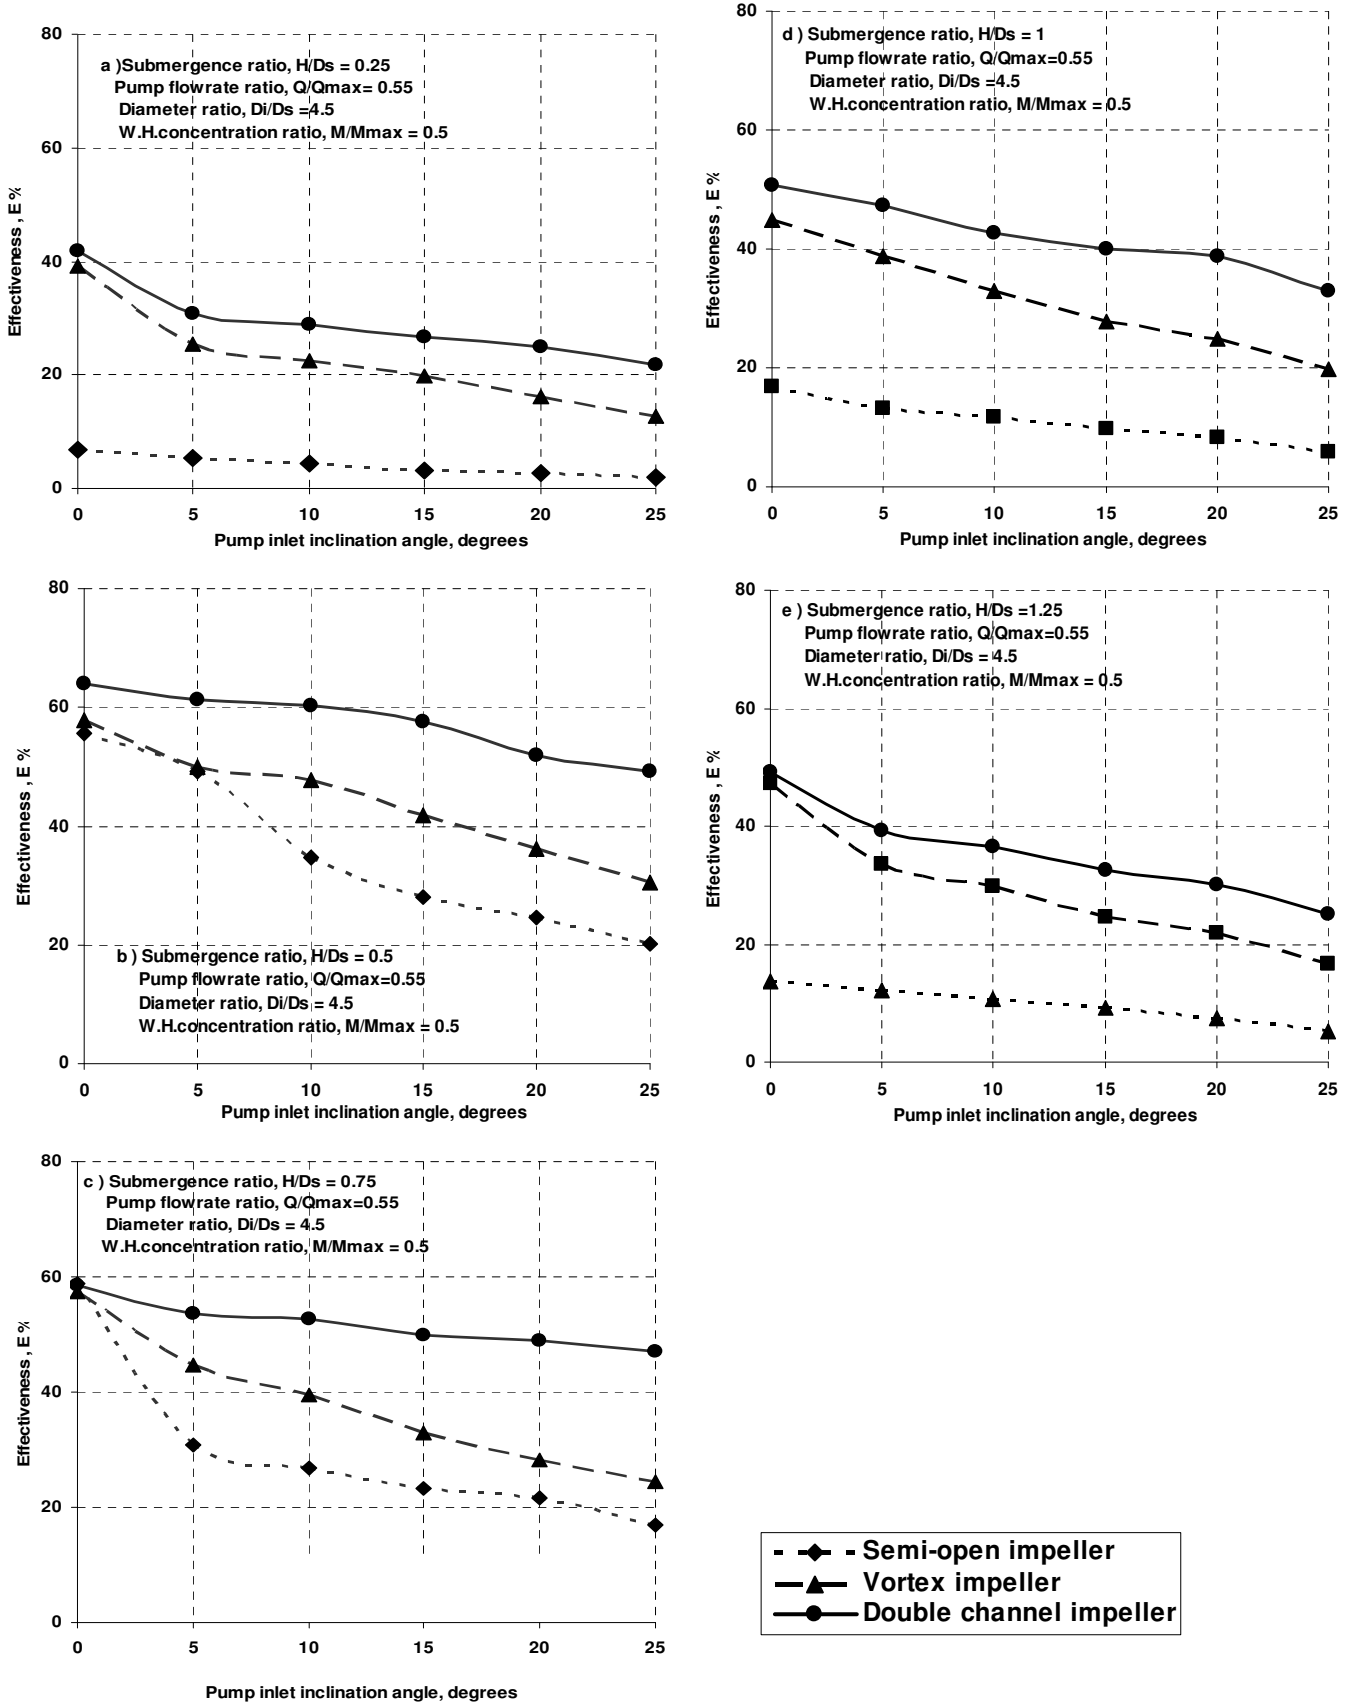 80
60
40
20
0
Effectiveness , E %
a )Submergence ratio, H/Ds = 0.25
Pump flowrate ratio, Q/Qmax= 0.55
Diameter ratio, Di/Ds =4.5
W.H.concentration ratio, M/Mmax = 0.5
0 5 10 15 20 25
Pump inlet inclination angle, degrees
80
60
40
20
0
Effectiveness , E %
b ) Submergence ratio, H/Ds = 0.5
Pump flowrate ratio, Q/Qmax=0.55
Diameter ratio, Di/Ds = 4.5
W.H.concentration ratio, M/Mmax = 0.5
0 5 10 15 20 25
Pump inlet inclination angle, degrees
80
60
40
20
0
Effectiveness , E %
c ) Submergence ratio, H/Ds = 0.75
Pump flowrate ratio, Q/Qmax=0.55
Diameter ratio, Di/Ds = 4.5
W.H.concentration ratio, M/Mmax = 0.5
0 5 10 15 20 25
Pump inlet inclination angle, degrees
80
60
40
20
0
Effectiveness , E %
d ) Submergence ratio, H/Ds = 1
Pump flowrate ratio, Q/Qmax=0.55
Diameter ratio, Di/Ds=4.5
W.H.concentration ratio, M/Mmax = 0.5
0 5 10 15 20 25
Pump inlet inclination angle, degrees
80
60
40
20
0
Effectiveness , E %
e ) Submergence ratio, H/Ds =1.25
Pump flowrate ratio, Q/Qmax=0.55
Diameter ratio, Di/Ds = 4.5
W.H.concentration ratio, M/Mmax = 0.5
0 5 10 15 20 25
Pump inlet inclination angle, degrees
Semi-open impeller
Vortex impeller
Double channel impeller